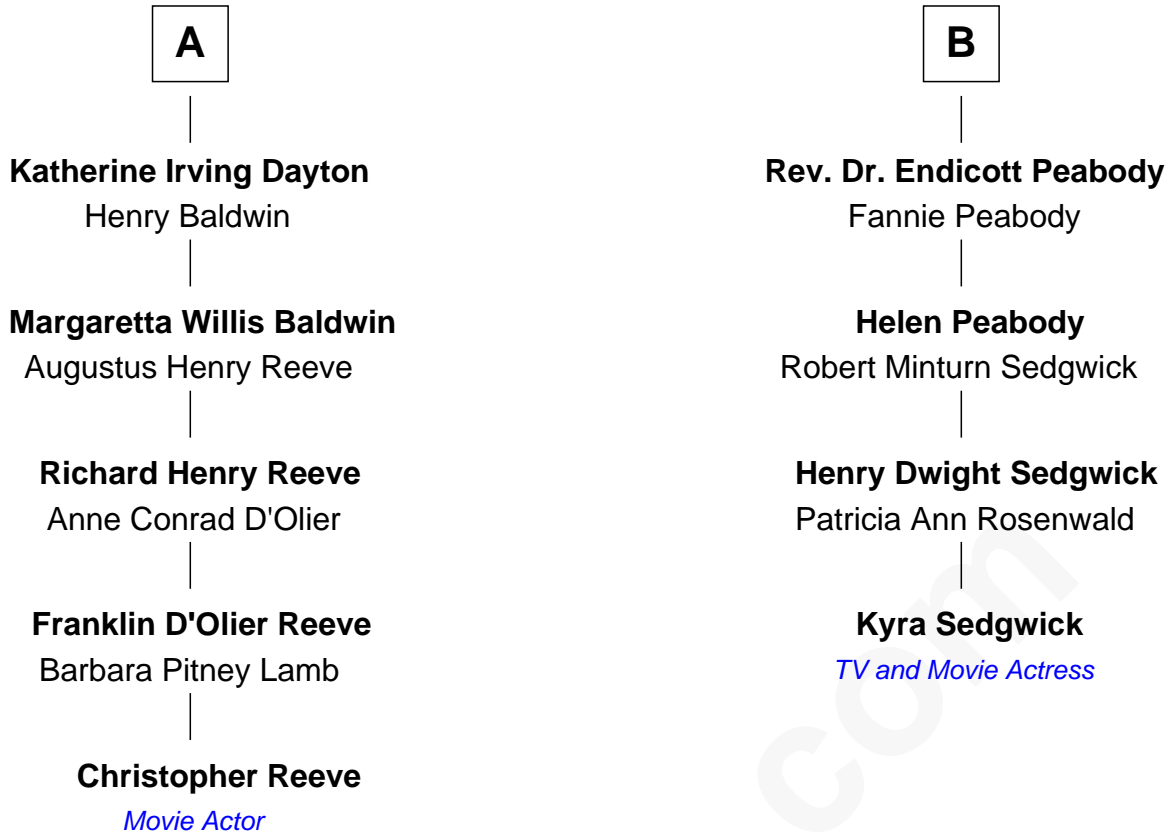 A
Katherine Irving Dayton
Henry Baldwin
Margaretta Willis Baldwin
Augustus Henry Reeve
Richard Henry Reeve
Anne Conrad D'Olier
Franklin D'Olier Reeve
Barbara Pitney Lamb
Christopher Reeve
Movie Actor
B
Rev. Dr. Endicott Peabody
Fannie Peabody
Helen Peabody
Robert Minturn Sedgwick
Henry Dwight Sedgwick
Patricia Ann Rosenwald
Kyra Sedgwick
TV and Movie Actress
com